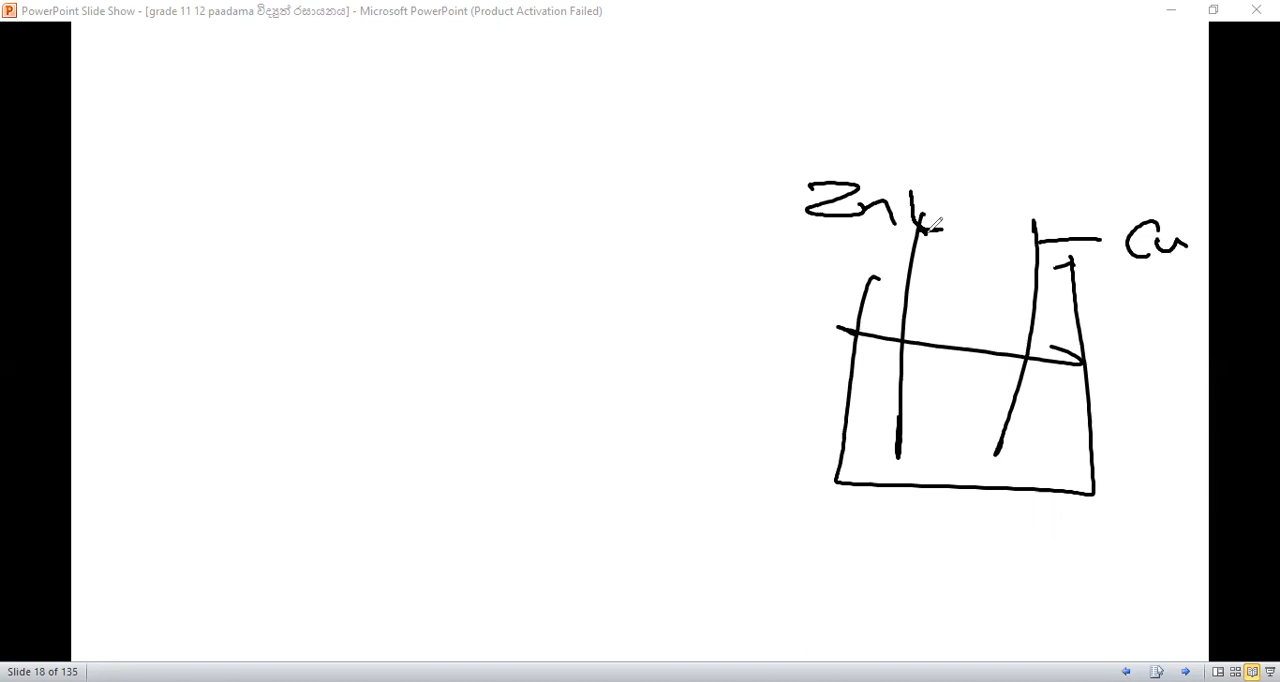 PowerPoint Slide Show - [grade 11 12 paadama විද්‍යුත් රසායනය] - Microsoft PowerPoint (Product Activation Failed)
Zn
Cu
Slide 18 of 135